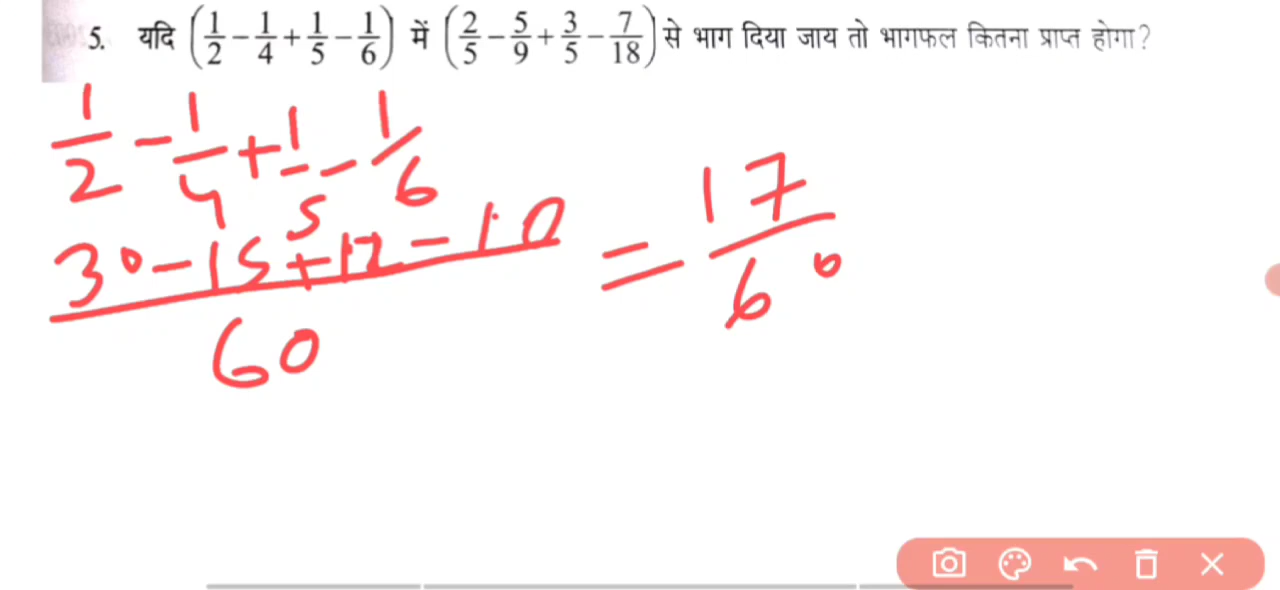 5. यदि (1/2 − 1/4 + 1/5 − 1/6) में (2/5 − 5/9 + 3/5 − 7/18) से भाग दिया जाय तो भागफल कितना प्राप्त होगा?
1/2 − 1/4 + 1/5 − 1/6
(30 − 15 + 12 − 10)/60 = 17/60